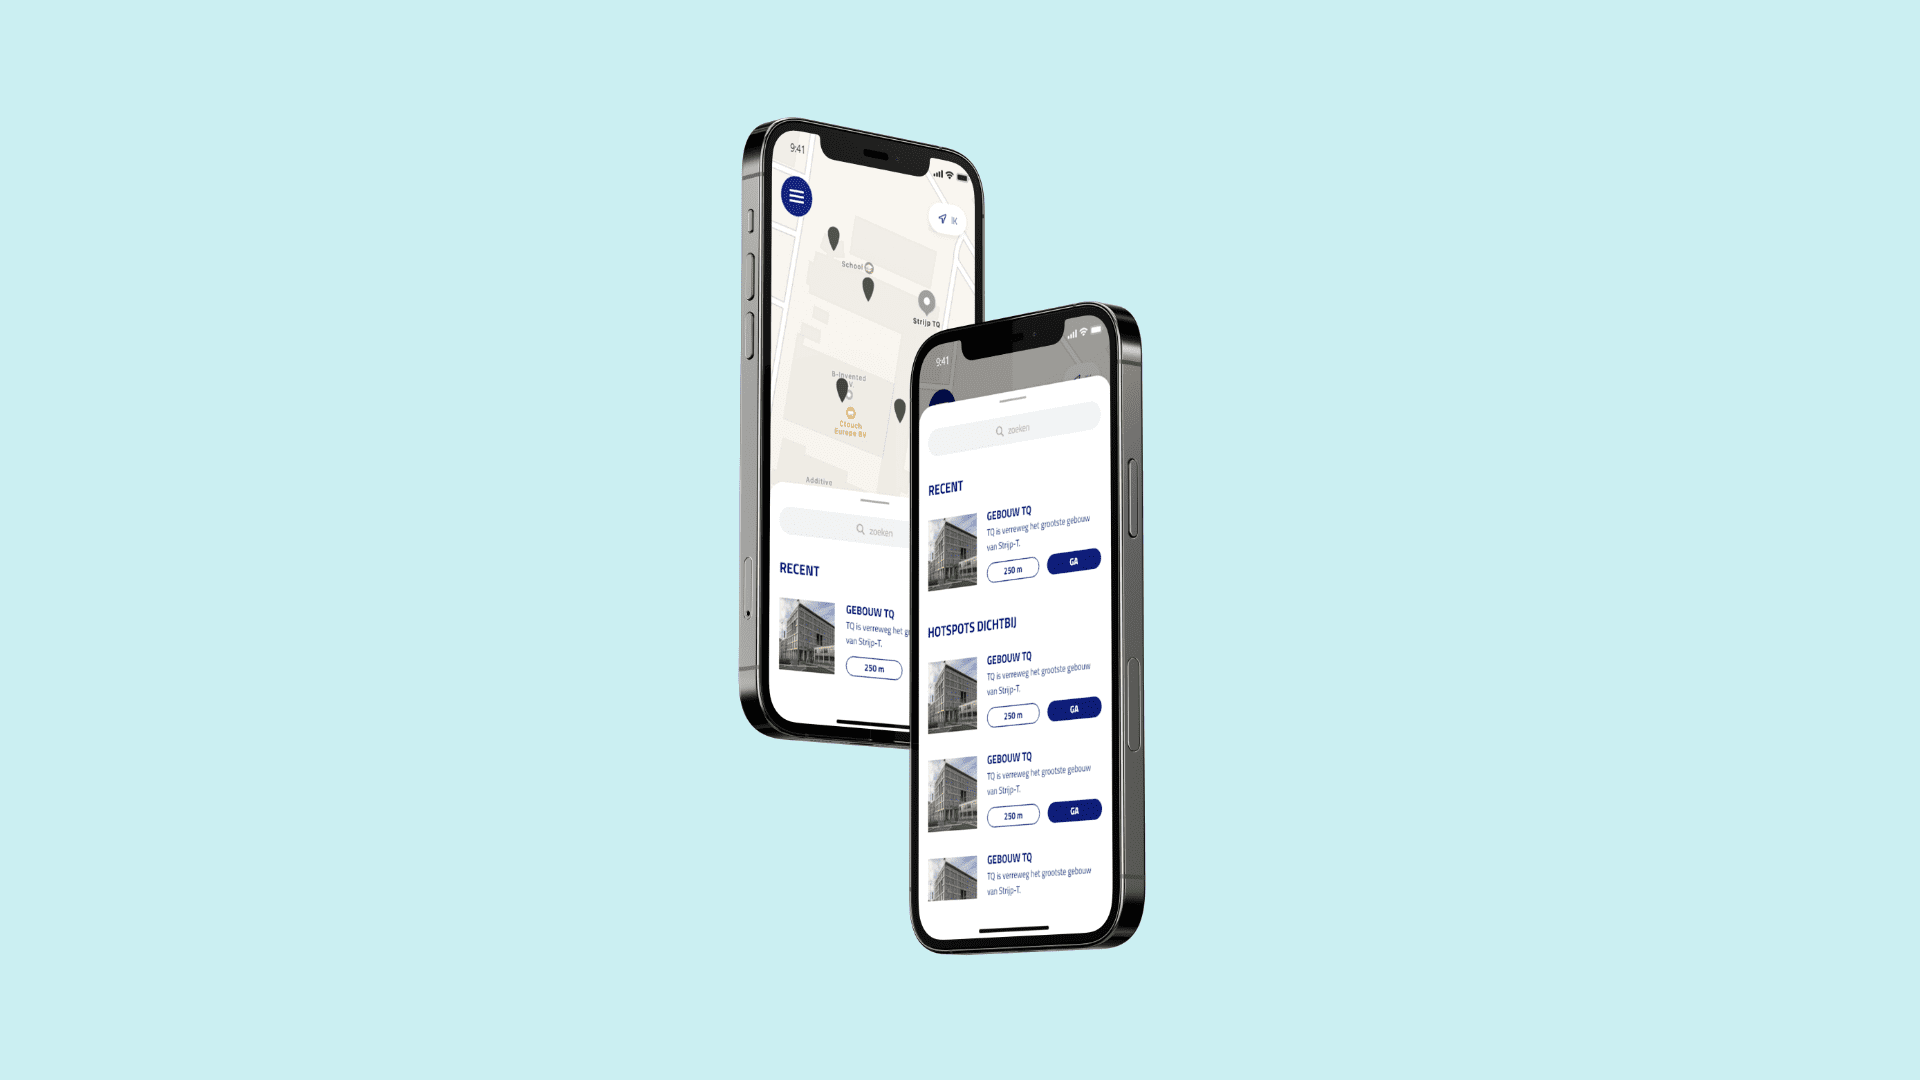 9:41
IK
School
Strijp TQ
B-Invented
V.
Clouch
Europe BV
Additive
zoeken
RECENT
GEBOUW TQ
TQ is verreweg het g
van Strijp-T.
250 m
9:41
zoeken
RECENT
GEBOUW TQ
TQ is verreweg het grootste gebouw
van Strijp-T.
250 m
GA
HOTSPOTS DICHTBIJ
GEBOUW TQ
TQ is verreweg het grootste gebouw
van Strijp-T.
250 m
GA
GEBOUW TQ
TQ is verreweg het grootste gebouw
van Strijp-T.
250 m
GA
GEBOUW TQ
TQ is verreweg het grootste gebouw
van Strijp-T.